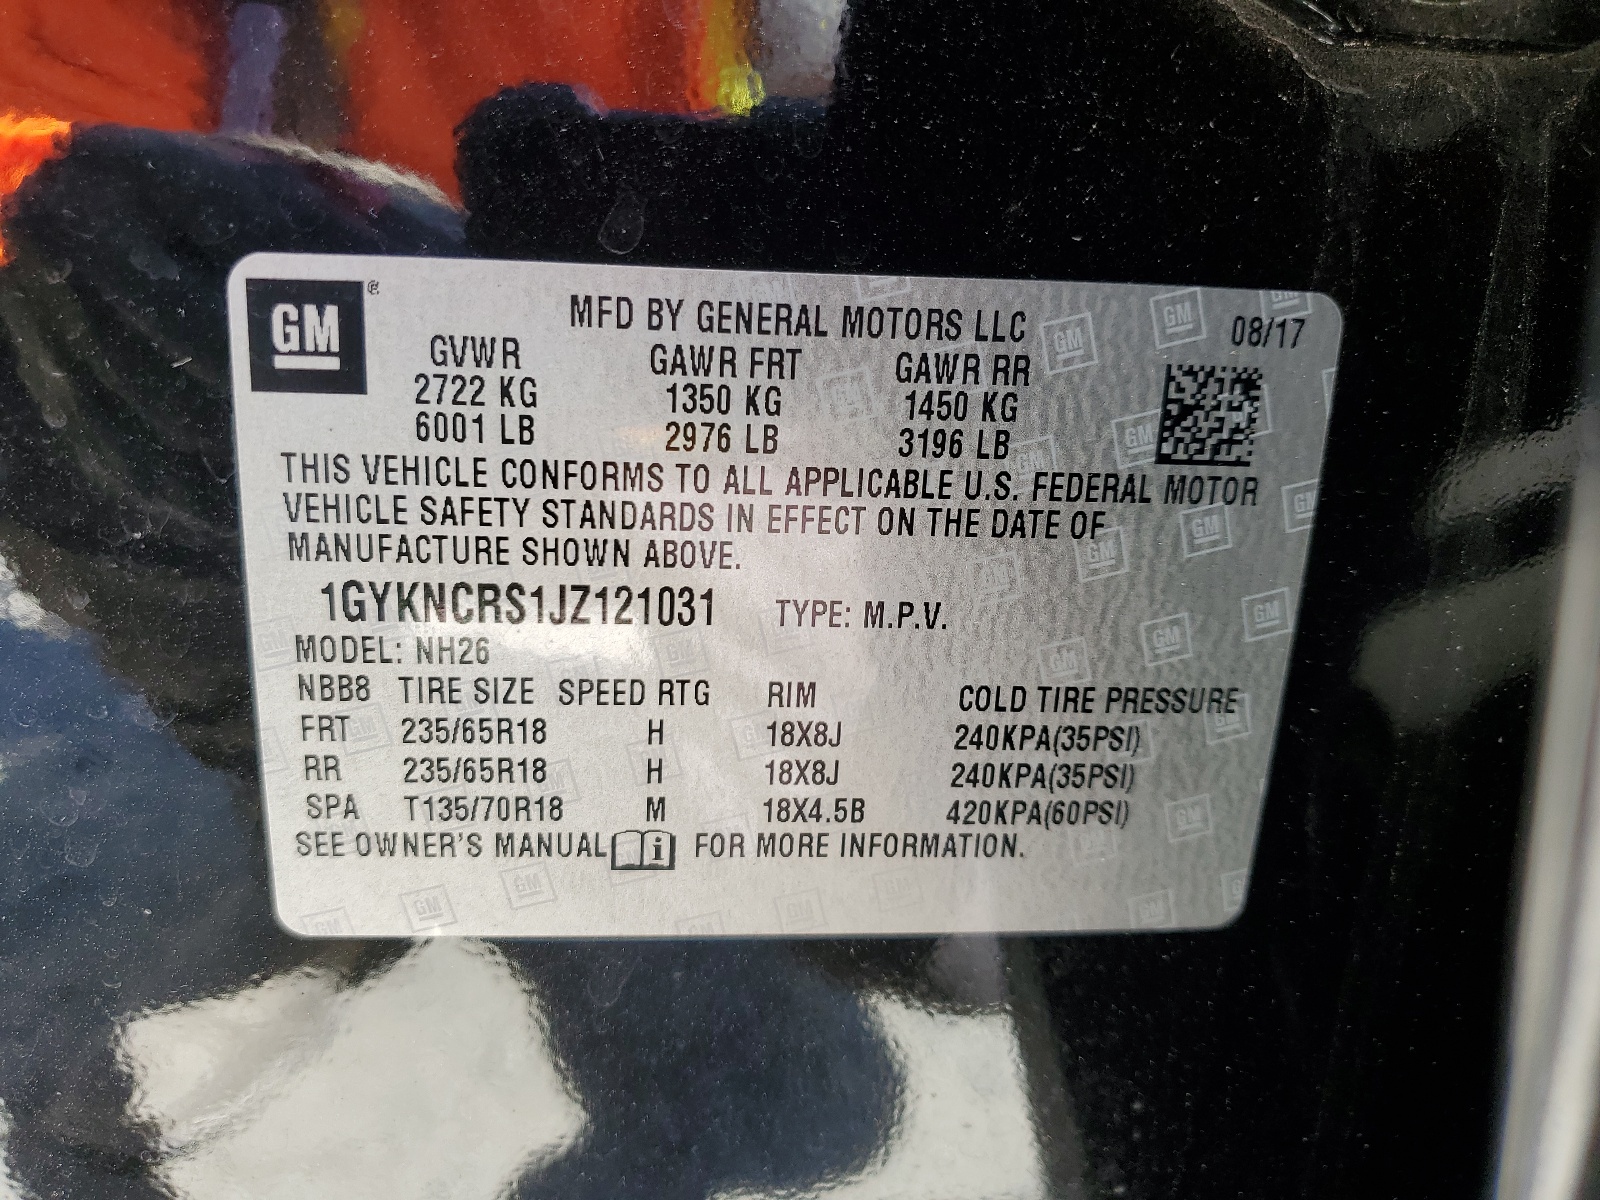 GM
MFD BY GENERAL MOTORS LLC 08/17
GVWR GAWR FRT GAWR RR
2722 KG 1350 KG 1450 KG
6001 LB 2976 LB 3196 LB
THIS VEHICLE CONFORMS TO ALL APPLICABLE U.S. FEDERAL MOTOR
VEHICLE SAFETY STANDARDS IN EFFECT ON THE DATE OF
MANUFACTURE SHOWN ABOVE.
1GYKNCRS1JZ121031 TYPE: M.P.V.
MODEL: NH26
NBB8 TIRE SIZE SPEED RTG RIM COLD TIRE PRESSURE
FRT 235/65R18 H 18X8J 240KPA(35PSI)
RR 235/65R18 H 18X8J 240KPA(35PSI)
SPA T135/70R18 M 18X4.5B 420KPA(60PSI)
SEE OWNER'S MANUAL i FOR MORE INFORMATION.